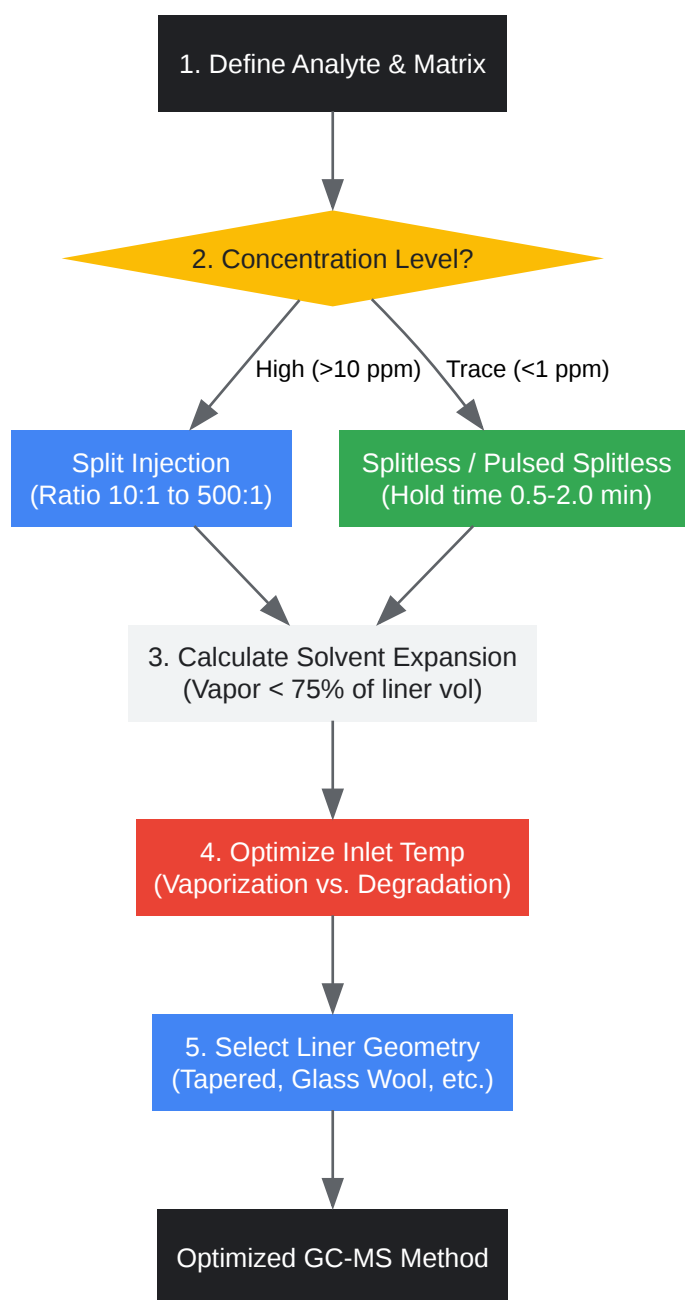 1. Define Analyte & Matrix
2. Concentration Level?
High (>10 ppm)
Trace (<1 ppm)
Split Injection
(Ratio 10:1 to 500:1)
Splitless / Pulsed Splitless
(Hold time 0.5-2.0 min)
3. Calculate Solvent Expansion
(Vapor < 75% of liner vol)
4. Optimize Inlet Temp
(Vaporization vs. Degradation)
5. Select Liner Geometry
(Tapered, Glass Wool, etc.)
Optimized GC-MS Method